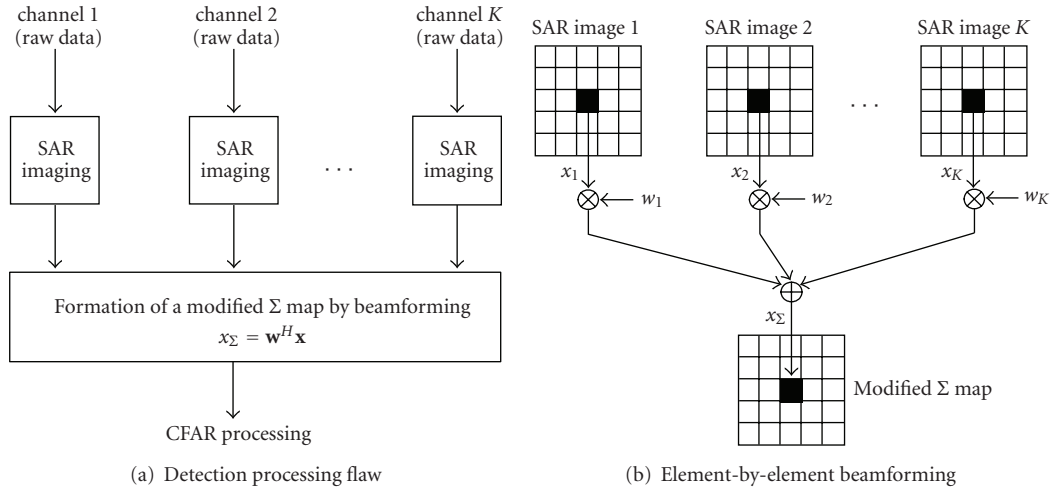 channel 1
(raw data)
channel 2
(raw data)
channel K
(raw data)
SAR
imaging
SAR
imaging
. . .
SAR
imaging
Formation of a modified Σ map by beamforming
x_Σ = w^H x
CFAR processing
(a) Detection processing flaw
SAR image 1
SAR image 2
SAR image K
. . .
x_1
x_2
x_K
w_1
w_2
w_K
x_Σ
Modified Σ map
(b) Element-by-element beamforming